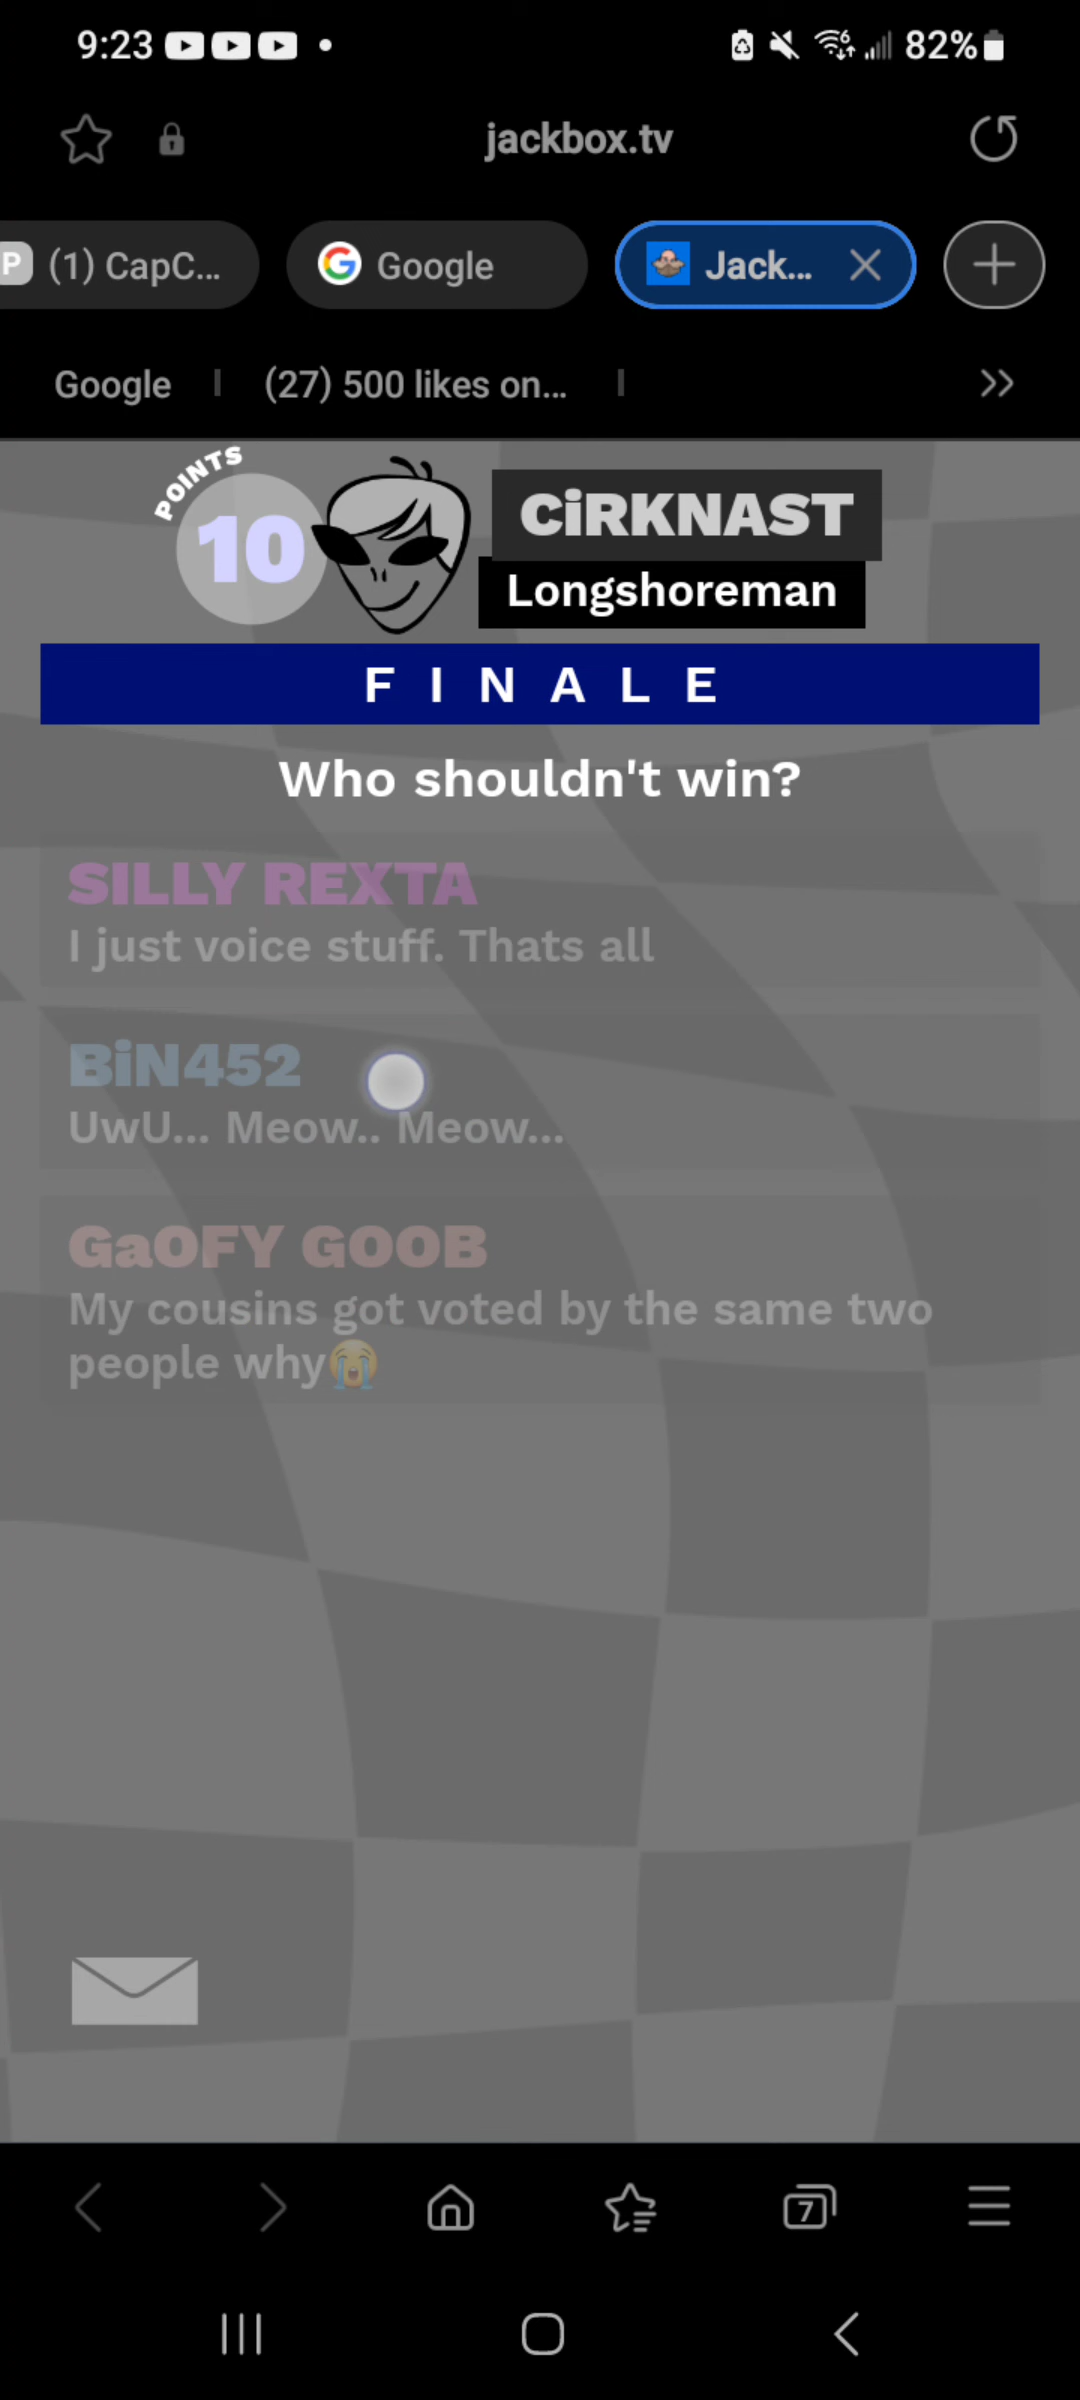 9:23 82%
jackbox.tv
P (1) CapC... Google Jack...
Google (27) 500 likes on...
POINTS
10
CiRKNAST
Longshoreman
FINALE
Who shouldn't win?
SILLY REXTA
I just voice stuff. Thats all
BiN452
UwU... Meow.. Meow...
GaOFY GOOB
My cousins got voted by the same two
people why😭
7